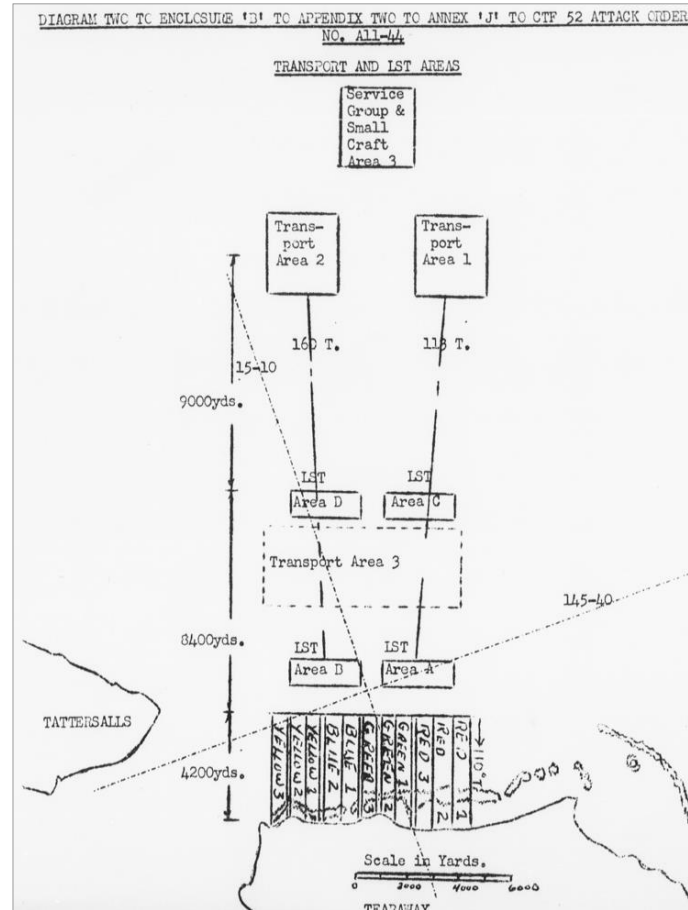 DIAGRAM TWO TO ENCLOSURE 'B' TO APPENDIX TWO TO ANNEX 'J' TO CTF 52 ATTACK ORDER
NO. A11-44
TRANSPORT AND LST AREAS
Service
Group &
Small
Craft
Area 3
Trans-
port
Area 2
Trans-
port
Area 1
T.
T.
15-10
9000yds.
LST
Area D
LST
Area C
Transport Area 3
145-40
8400yds.
LST
Area B
LST
Area A
TATTERSALLS
4200yds.
YELLOW 3
YELLOW 2
YELLOW 1
BLUE 2
BLUE 1
GREEN 3
GREEN 2
GREEN 1
RED 3
RED 2
RED 1
110°
Scale in Yards.
0 2000 4000 6000
TEARAWAY